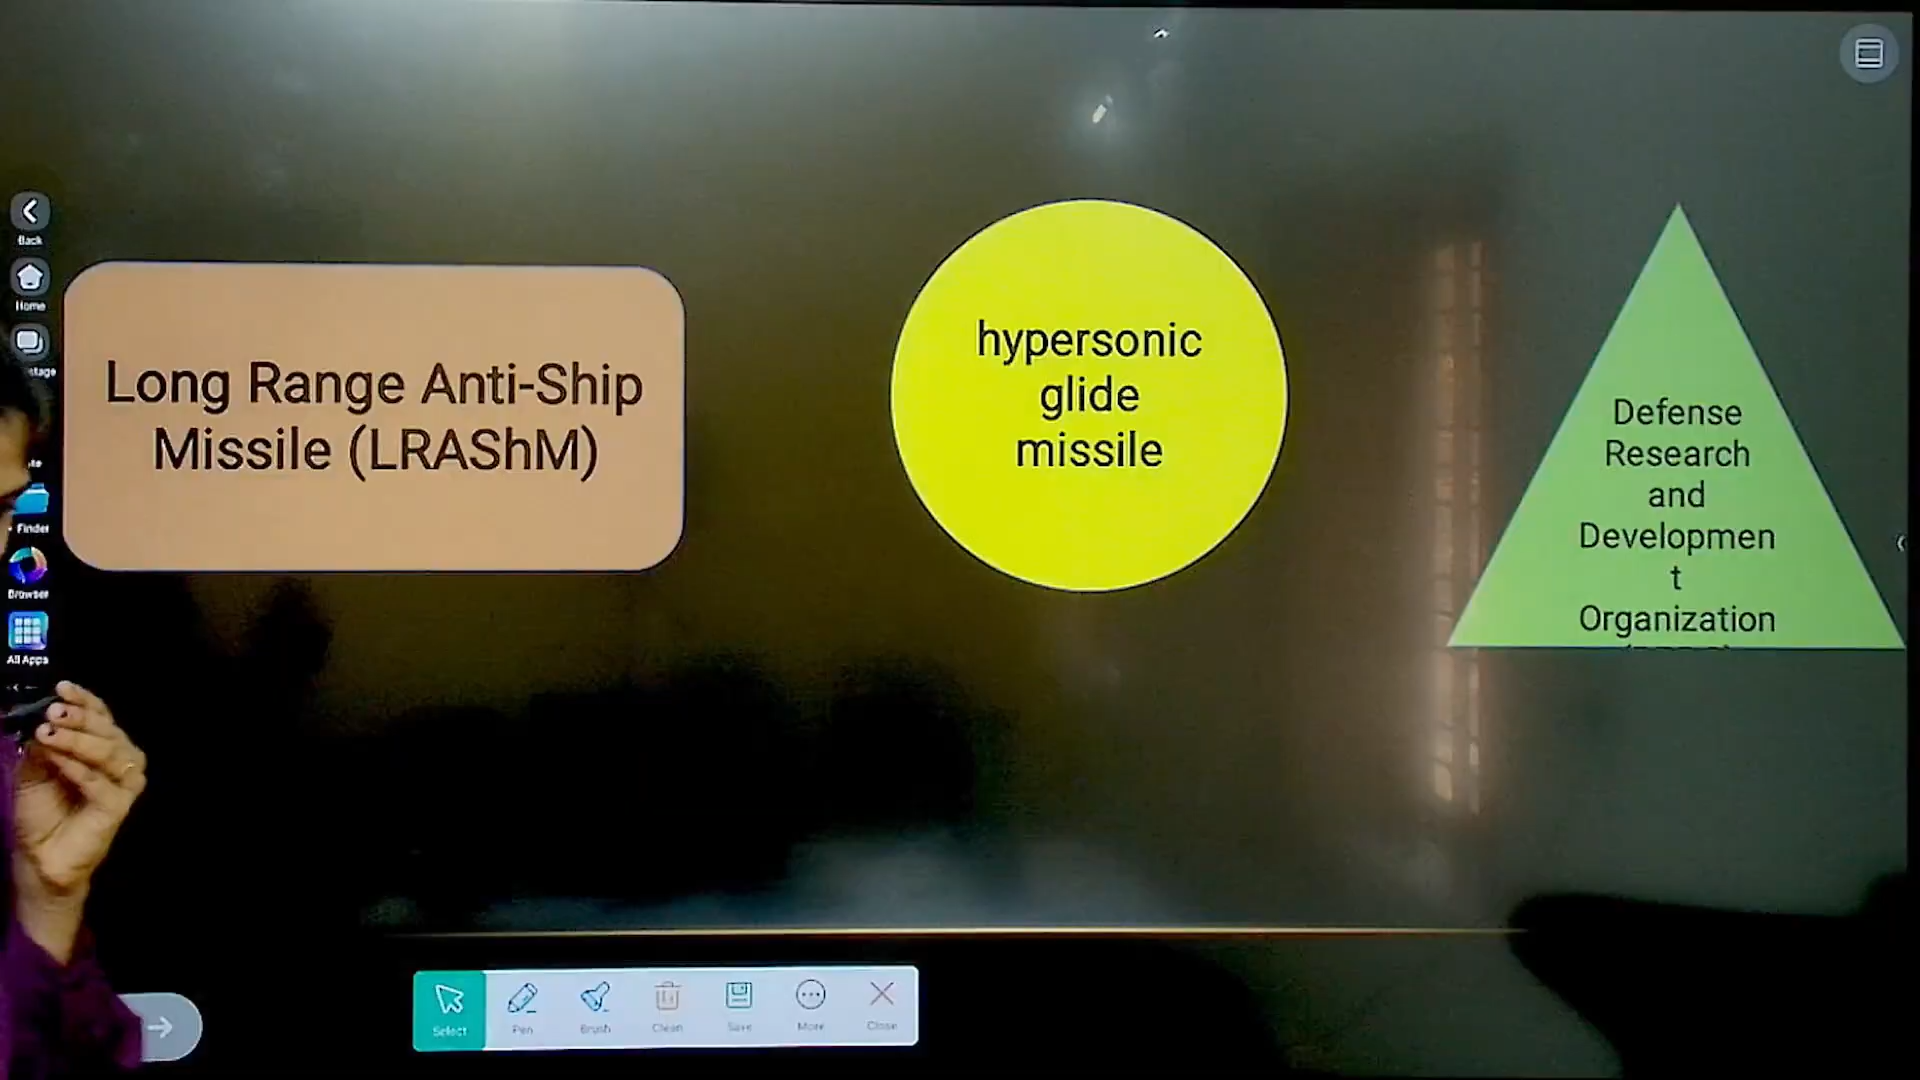 Back
Home
Long Range Anti-Ship
Missile (LRAShM)
Finder
Browser
All Apps
hypersonic
glide
missile
Defense
Research
and
Developmen
t
Organization
Select
Pen
Brush
Clean
Save
More
Close